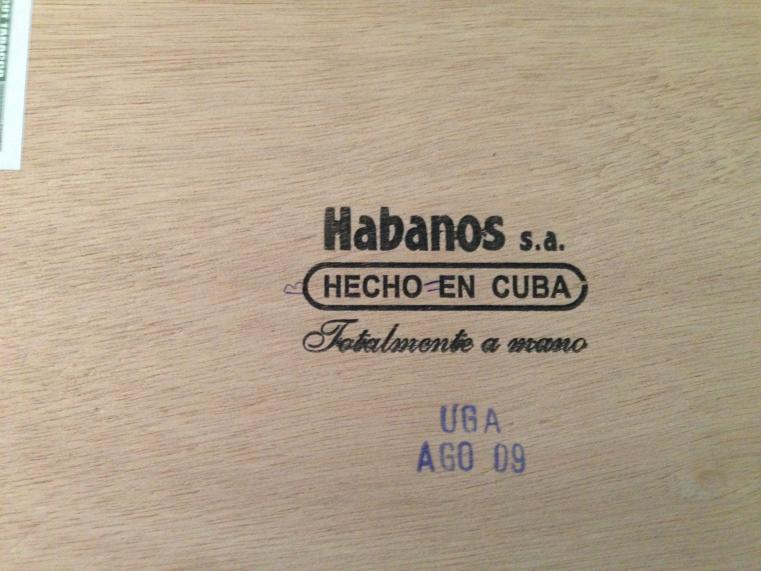 Habanos s.a.
HECHO EN CUBA
Totalmente a mano
UGA
AGO 09